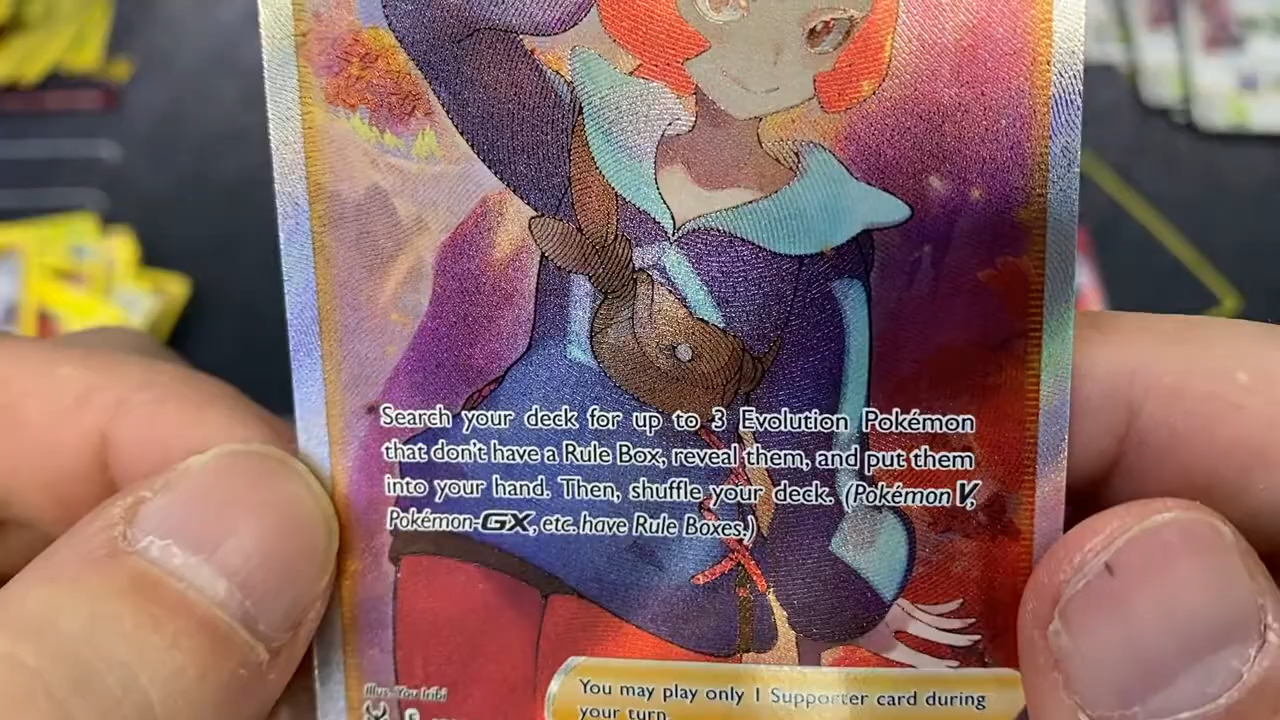 Search your deck for up to 3 Evolution Pokémon
that don't have a Rule Box, reveal them, and put them
into your hand. Then, shuffle your deck. (Pokémon V,
Pokémon-GX, etc. have Rule Boxes.)
Illus. You Iribi
You may play only 1 Supporter card during
your turn.